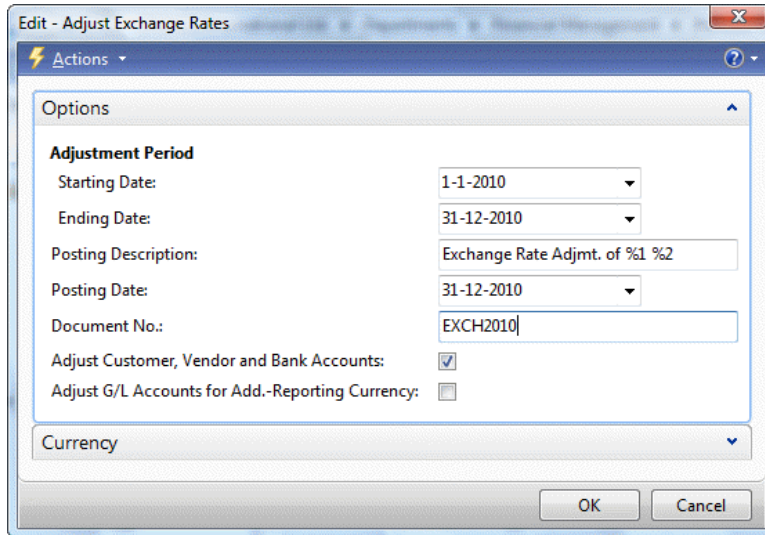 Edit - Adjust Exchange Rates
Actions
Options
Adjustment Period
Starting Date: 1-1-2010
Ending Date: 31-12-2010
Posting Description: Exchange Rate Adjmt. of %1 %2
Posting Date: 31-12-2010
Document No.: EXCH2010
Adjust Customer, Vendor and Bank Accounts:
Adjust G/L Accounts for Add.-Reporting Currency:
Currency
OK Cancel